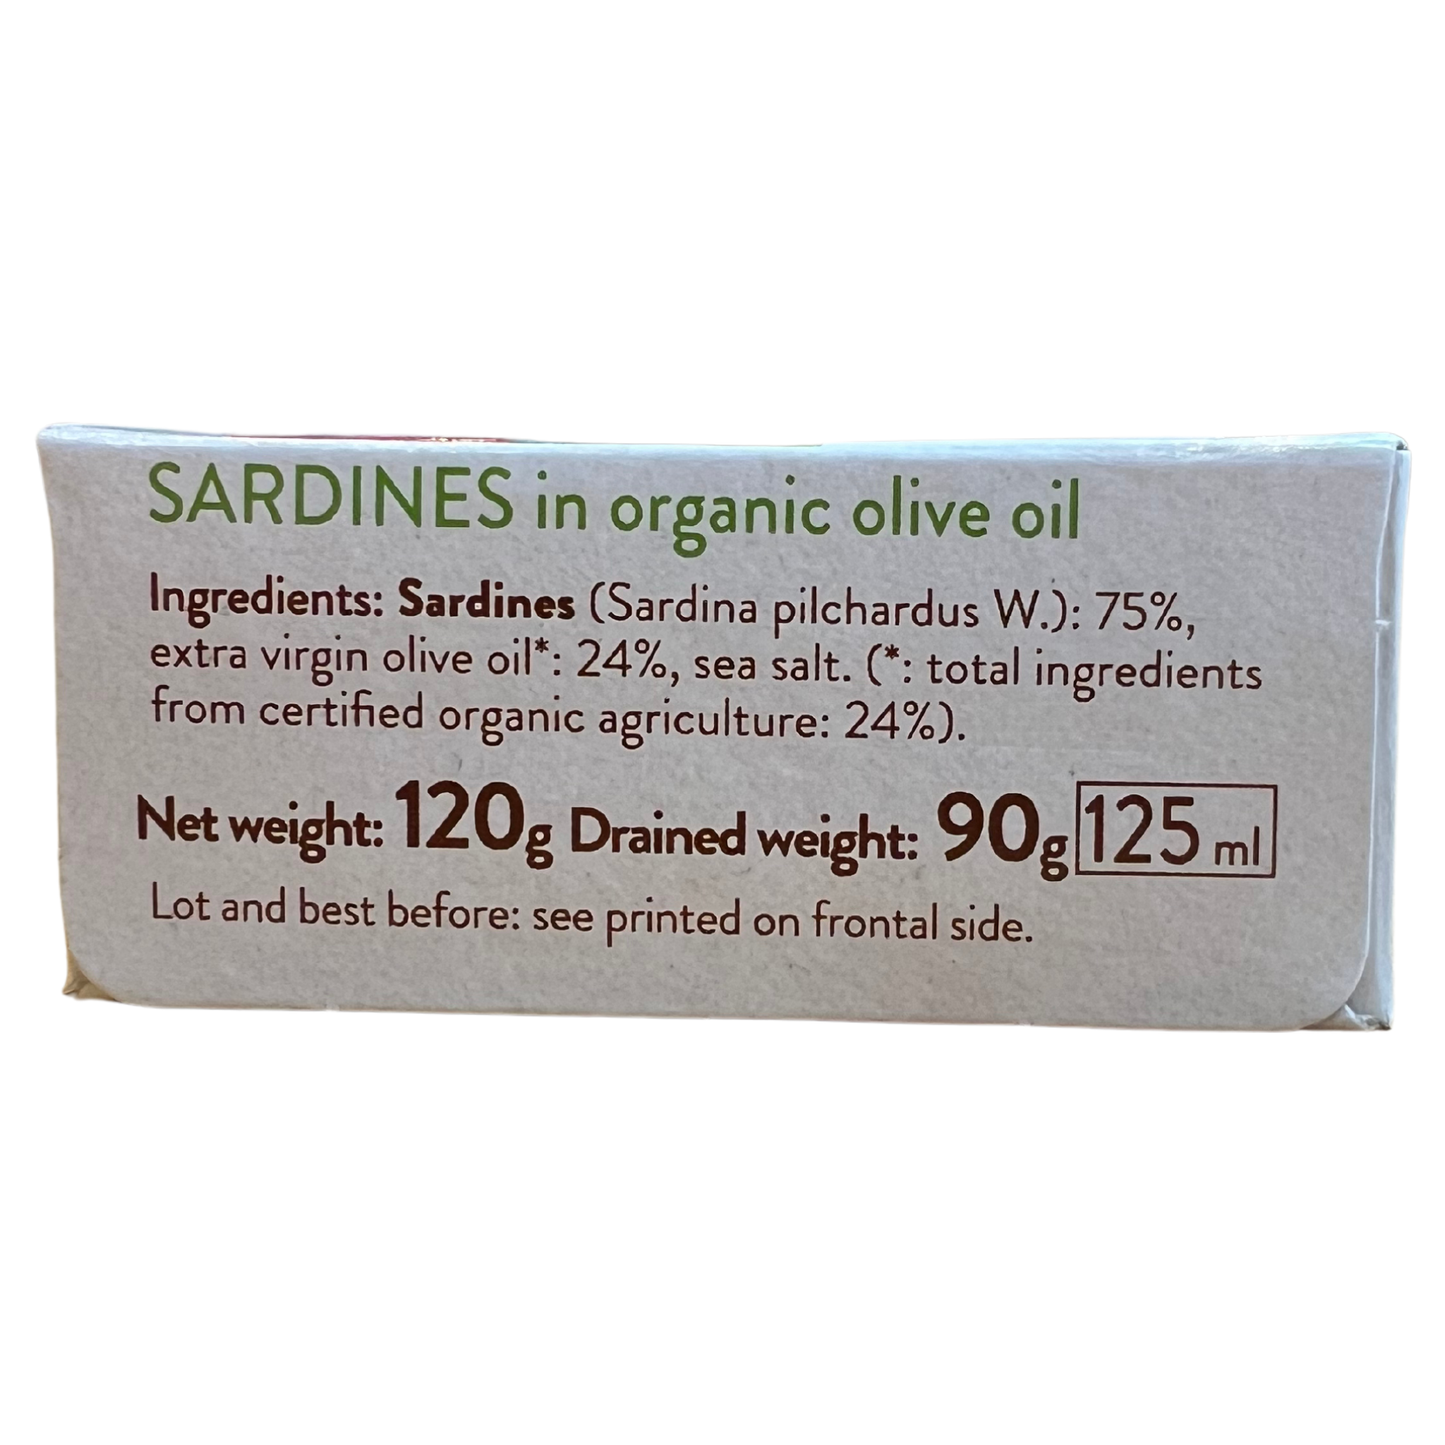 SARDINES in organic olive oil
Ingredients: Sardines (Sardina pilchardus W.): 75%,
extra virgin olive oil*: 24%, sea salt. (*: total ingredients
from certified organic agriculture: 24%).
Net weight: 120g Drained weight: 90g 125 ml
Lot and best before: see printed on frontal side.